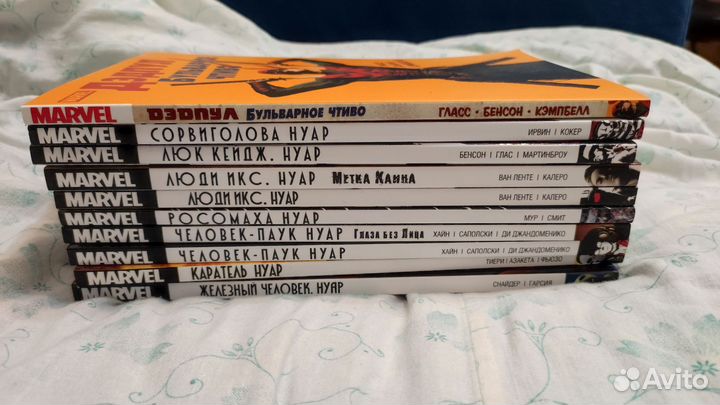 MARVEL ДЭДПУЛ БУЛЬВАРНОЕ ЧТИВО ГЛАСС • БЕНСОН • КЭМПБЕЛЛ
MARVEL СОРВИГОЛОВА НУАР ИРВИН | КОКЕР
MARVEL ЛЮК КЕЙДЖ. НУАР БЕНСОН | ГЛАС | МАРТИНБРОУ
MARVEL ЛЮДИ ИКС. НУАР Метка Каина ВАН ЛЕНТЕ | КАЛЕРО
MARVEL ЛЮДИ ИКС. НУАР ВАН ЛЕНТЕ | КАЛЕРО
MARVEL РОСОМАХА НУАР МУР | СМИТ
MARVEL ЧЕЛОВЕК-ПАУК НУАР Глаза без Лица ХАЙН | САПОЛСКИ | ДИ ДЖАНДОМЕНИКО
MARVEL ЧЕЛОВЕК-ПАУК НУАР ХАЙН | САПОЛСКИ | ДИ ДЖАНДОМЕНИКО
MARVEL КАРАТЕЛЬ НУАР ТИЕРИ | АЗАКЕТА | ФЬЮЗО
MARVEL ЖЕЛЕЗНЫЙ ЧЕЛОВЕК. НУАР СНАЙДЕР | ГАРСИЯ
Avito